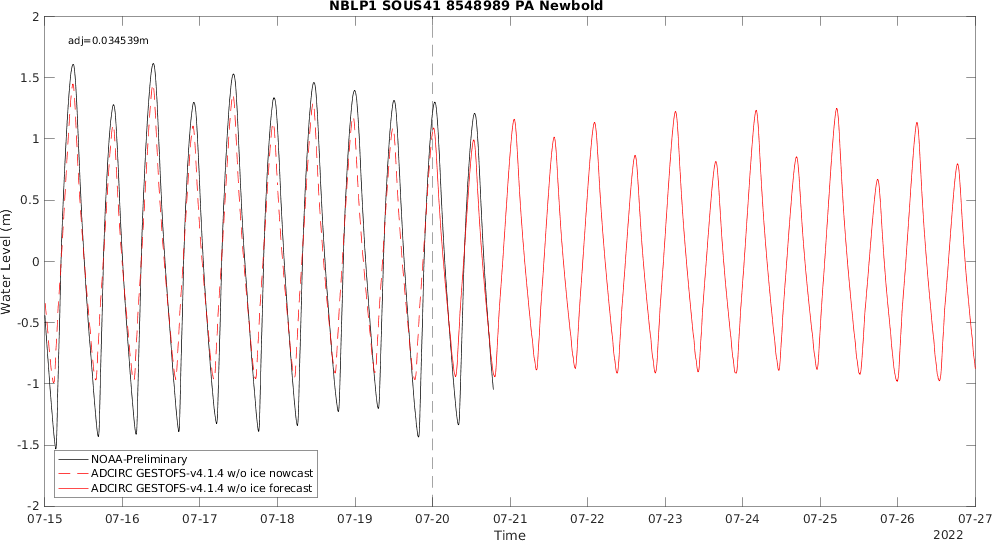 NBLP1 SOUS41 8548989 PA Newbold
adj=0.034539m
Water Level (m)
2
1.5
1
0.5
0
-0.5
-1
-1.5
-2
NOAA-Preliminary
ADCIRC GESTOFS-v4.1.4 w/o ice nowcast
ADCIRC GESTOFS-v4.1.4 w/o ice forecast
07-15 07-16 07-17 07-18 07-19 07-20 07-21 07-22 07-23 07-24 07-25 07-26 07-27
Time
2022